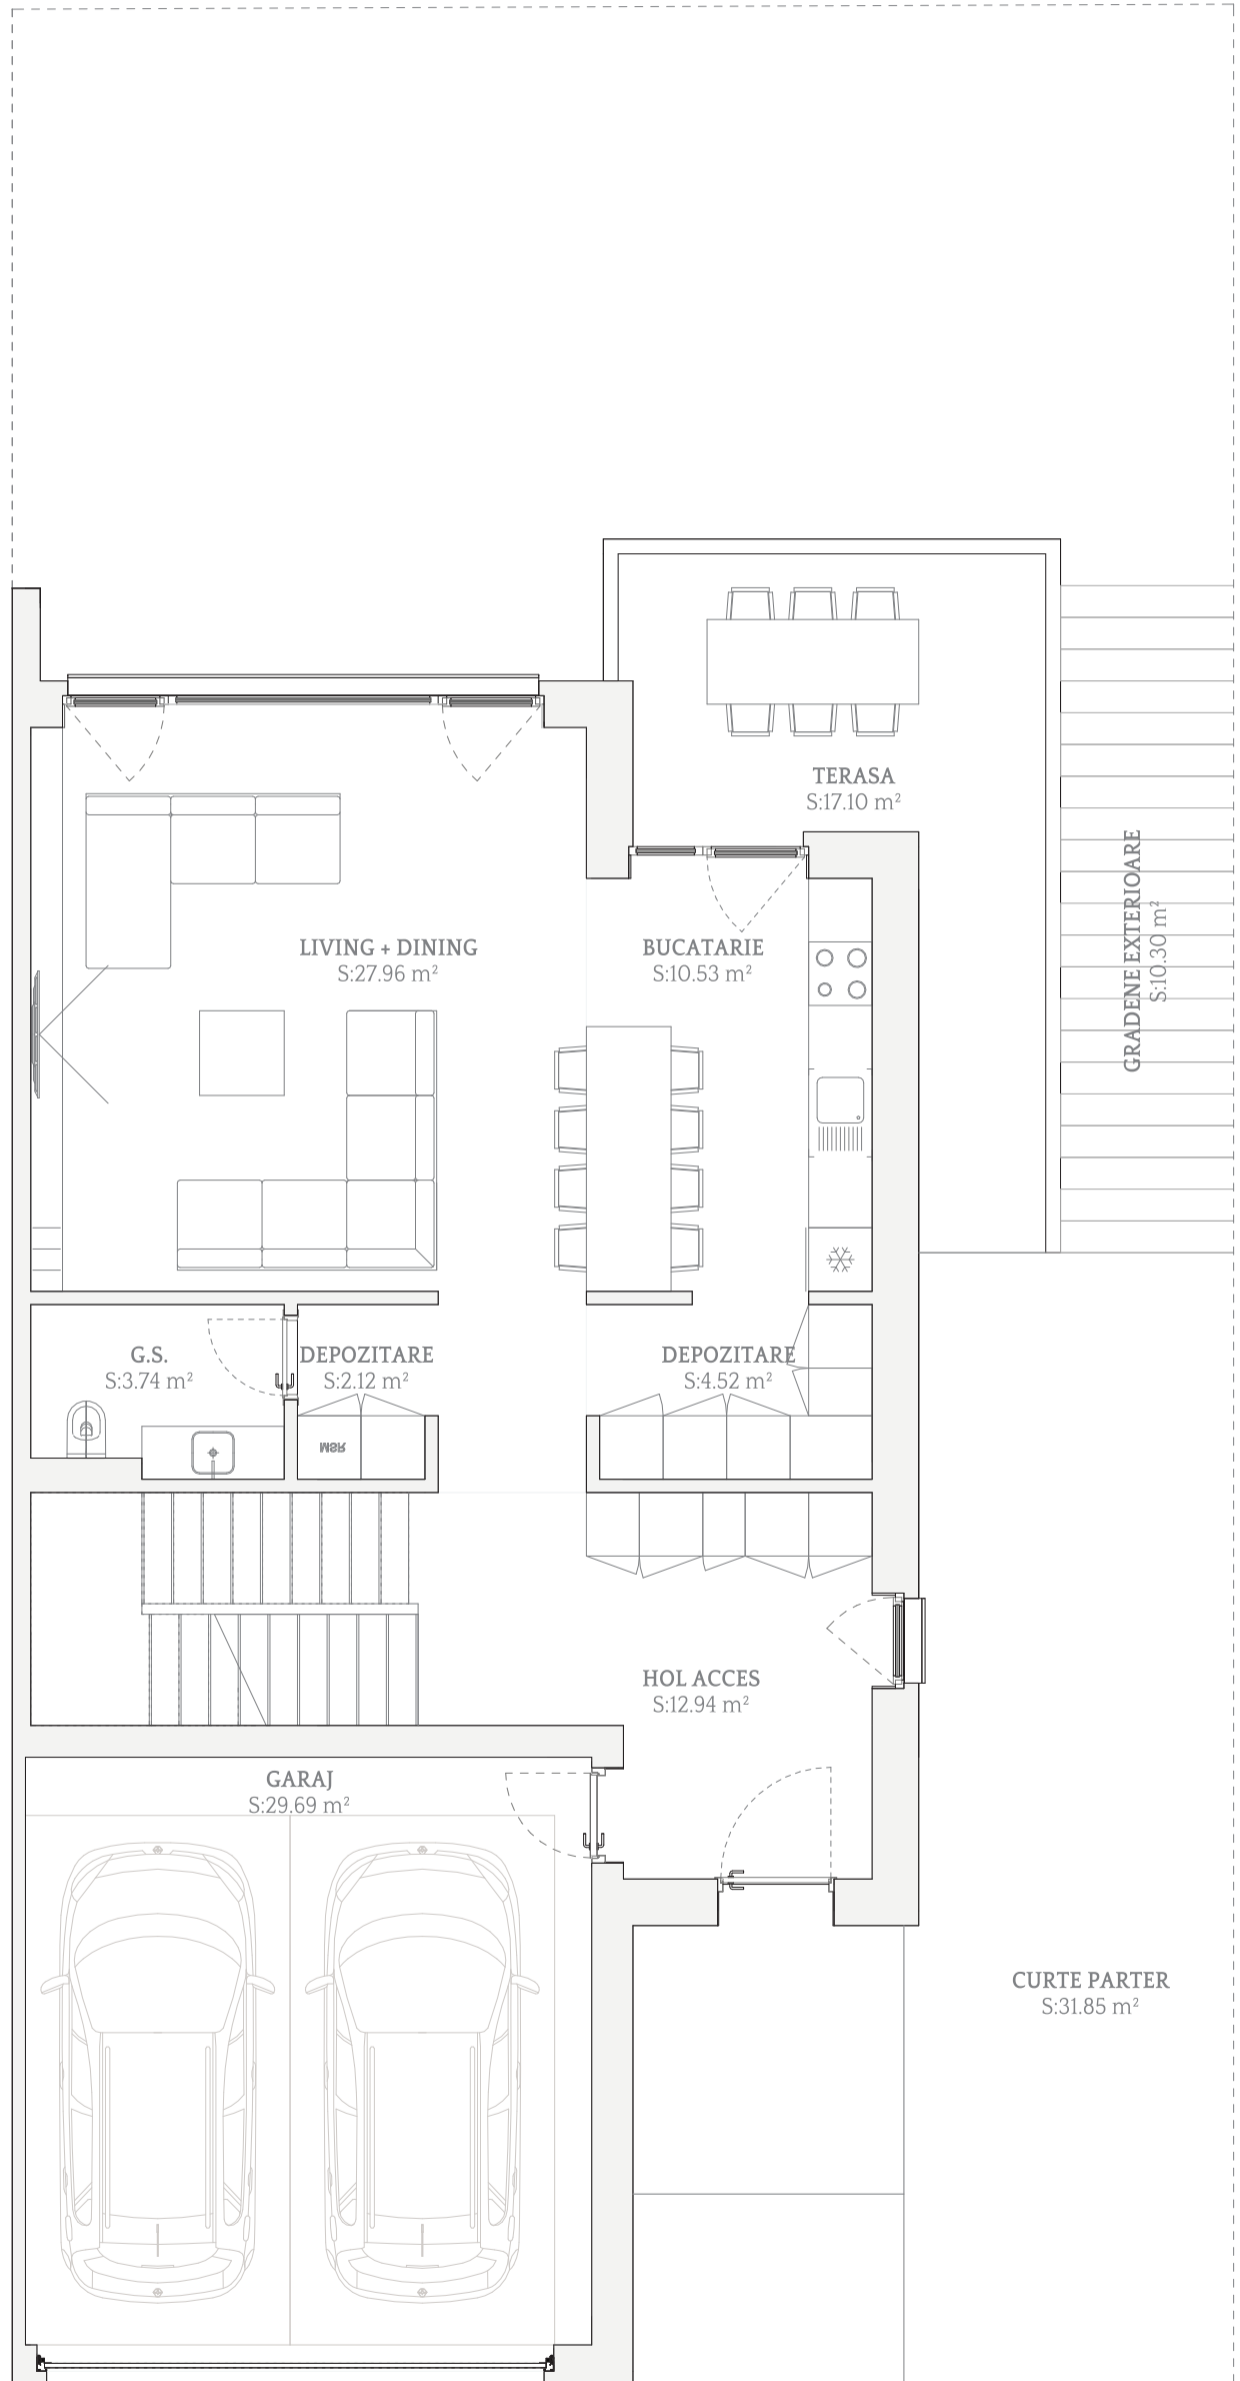 TERASA
S:17.10 m²
GRADENE EXTERIOARE
S:10.30 m²
LIVING + DINING
S:27.96 m²
BUCATARIE
S:10.53 m²
G.S.
S:3.74 m²
DEPOZITARE
S:2.12 m²
DEPOZITARE
S:4.52 m²
MSR
HOL ACCES
S:12.94 m²
GARAJ
S:29.69 m²
CURTE PARTER
S:31.85 m²